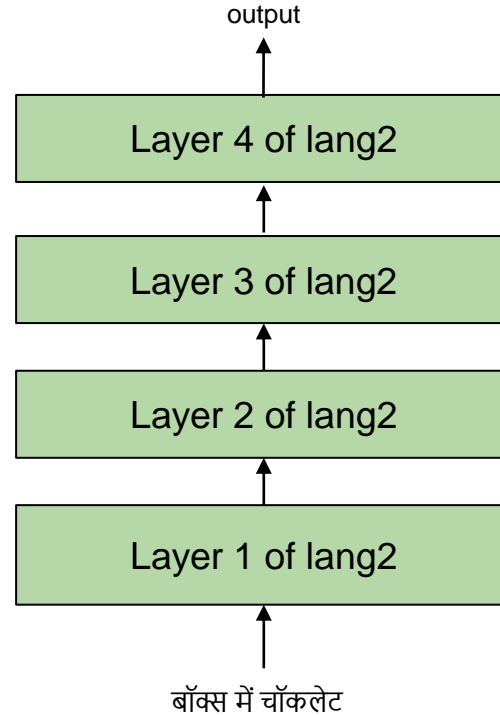 output
Layer 4 of lang2
Layer 3 of lang2
Layer 2 of lang2
Layer 1 of lang2
बॉक्स में चॉकलेट